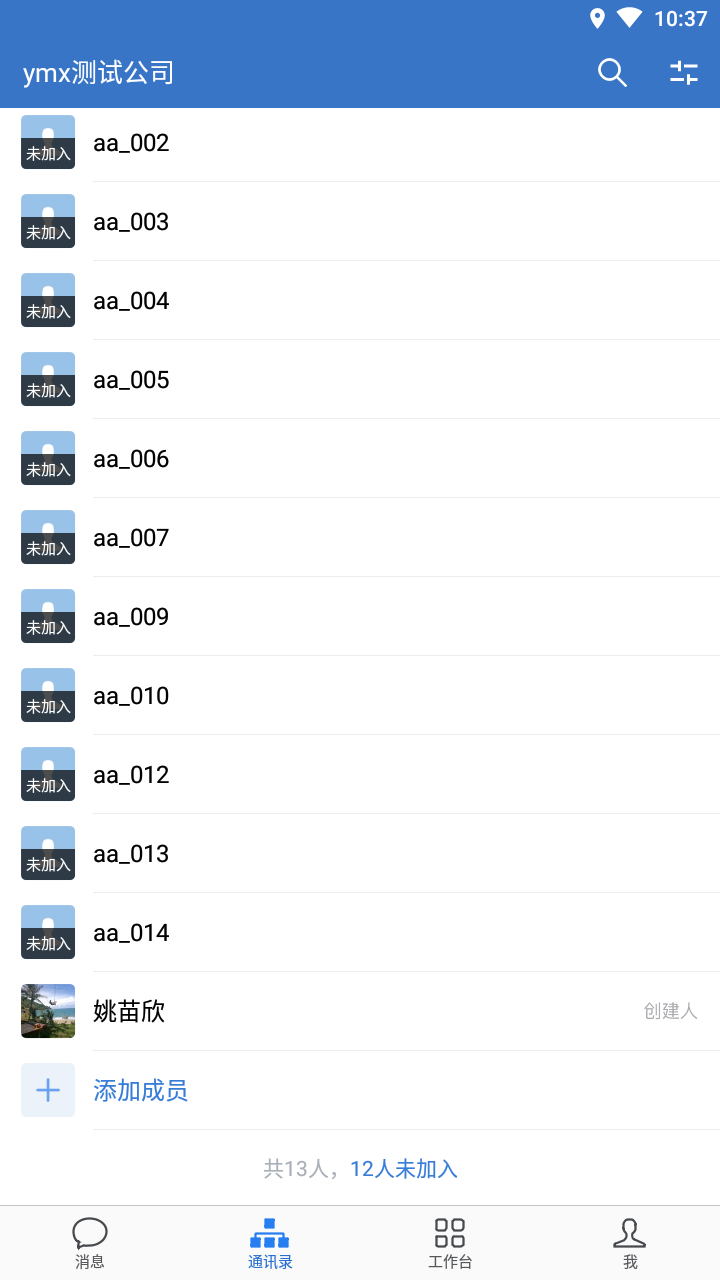 10:37
ymx测试公司
未加入 aa_002
未加入 aa_003
未加入 aa_004
未加入 aa_005
未加入 aa_006
未加入 aa_007
未加入 aa_009
未加入 aa_010
未加入 aa_012
未加入 aa_013
未加入 aa_014
姚苗欣 创建人
添加成员
共13人，12人未加入
消息 通讯录 工作台 我